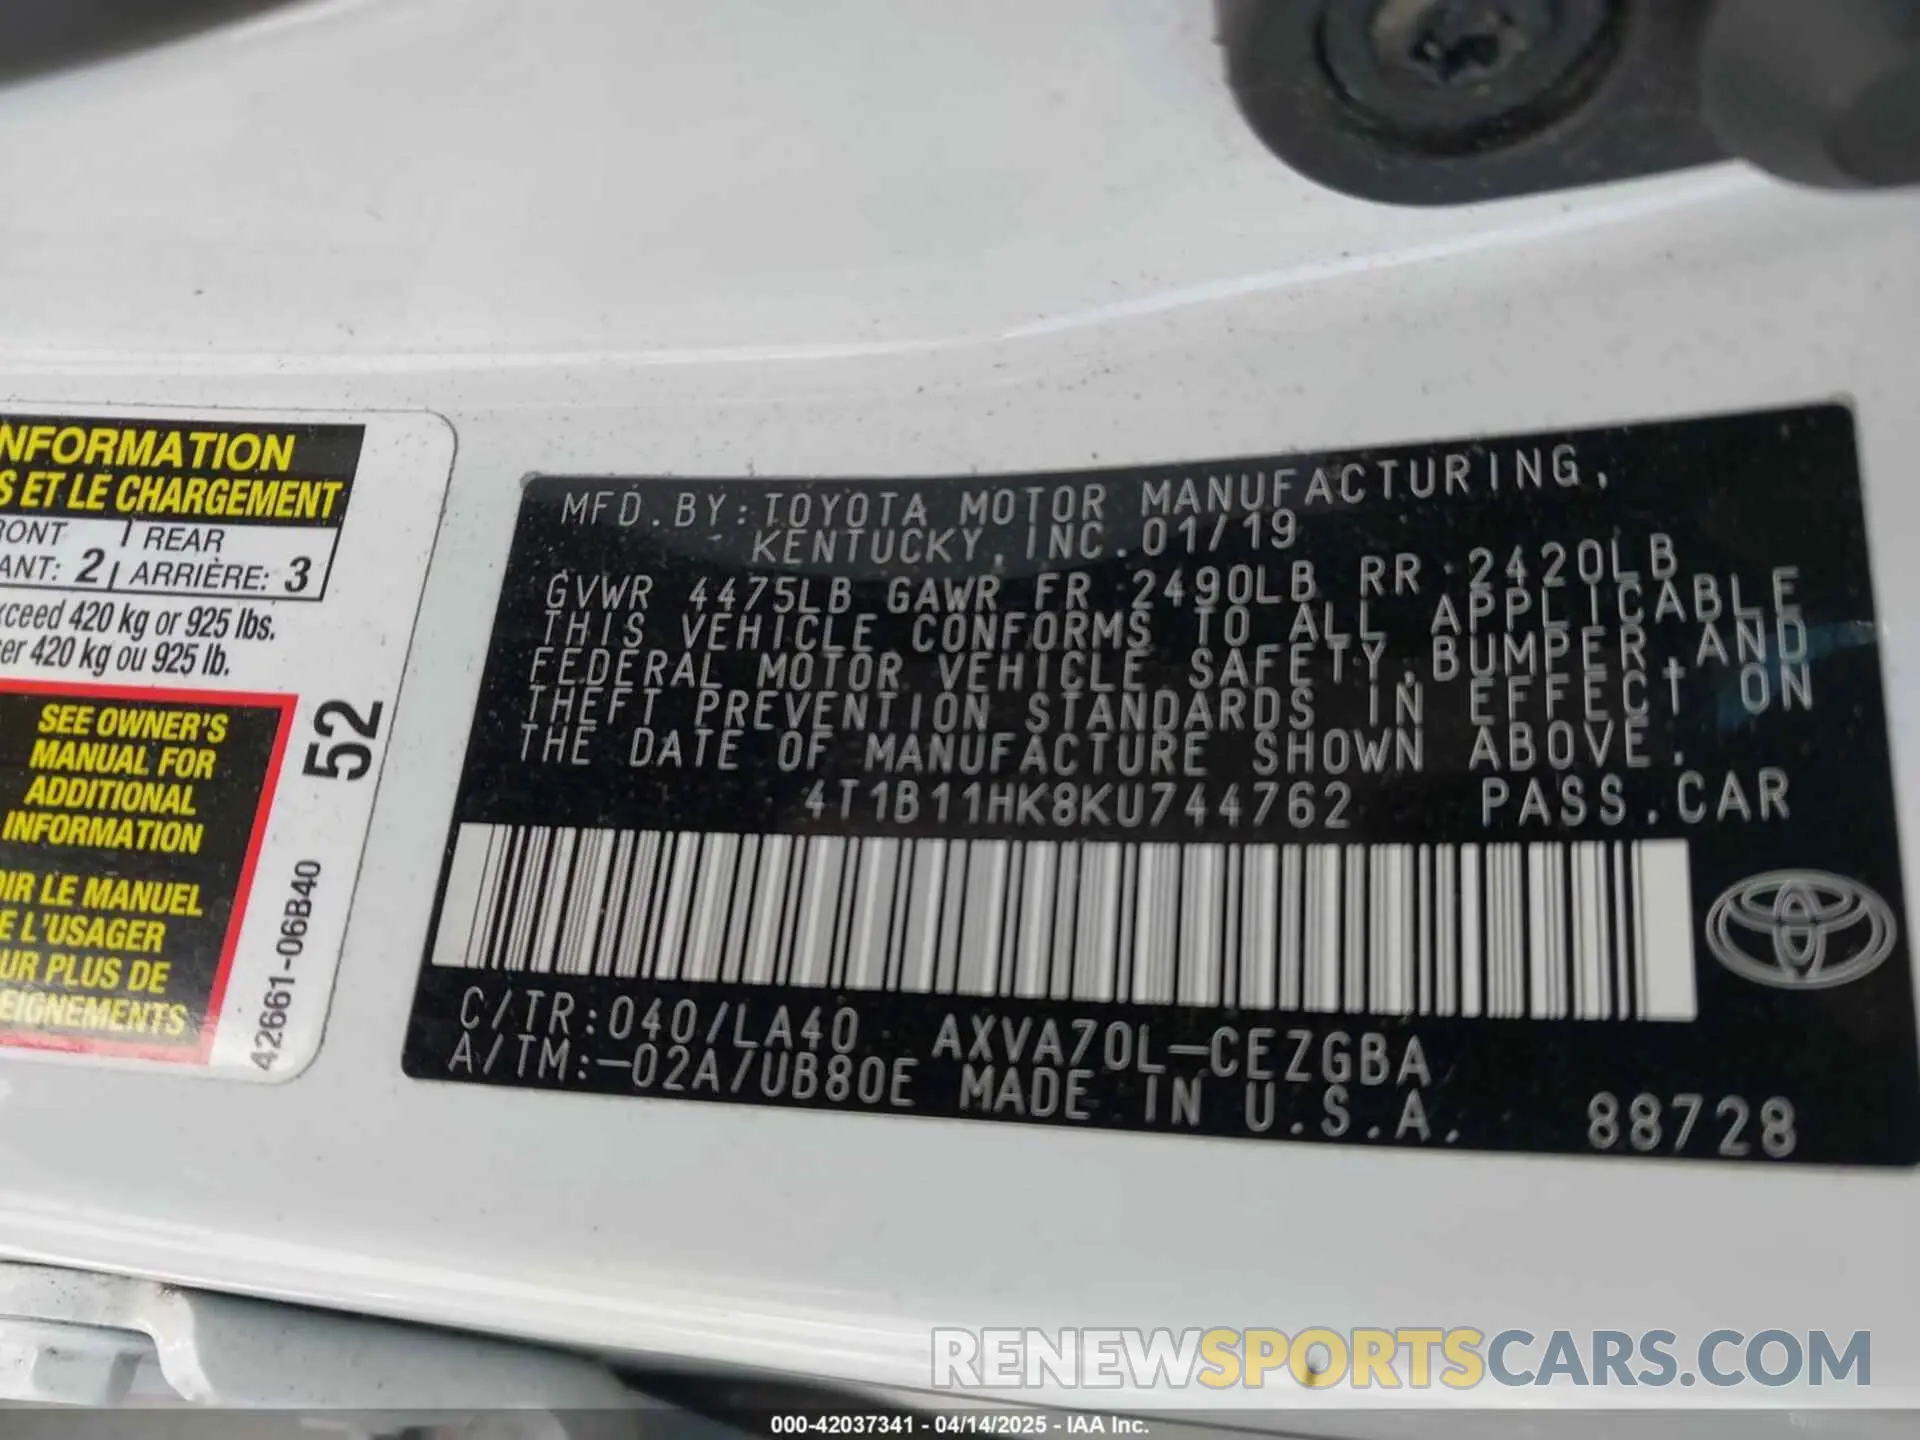 NFORMATION
S ET LE CHARGEMENT
RONT | REAR
ANT: 2 | ARRIÈRE: 3
xceed 420 kg or 925 lbs.
er 420 kg ou 925 lb.
SEE OWNER'S
MANUAL FOR
ADDITIONAL
INFORMATION
OIR LE MANUEL
E L'USAGER
UR PLUS DE
EIGNEMENTS
52
42661-06B40
MFD.BY:TOYOTA MOTOR MANUFACTURING,
KENTUCKY, INC. 01/19
GVWR 4475LB GAWR FR 2490LB RR 2420LB
THIS VEHICLE CONFORMS TO ALL APPLICABLE
FEDERAL MOTOR VEHICLE SAFETY, BUMPER, AND
THEFT PREVENTION STANDARDS IN EFFECT ON
THE DATE OF MANUFACTURE SHOWN ABOVE.
4T1B11HK8KU744762 PASS.CAR
C/TR:040/LA40 AXVA70L-CEZGBA
A/TM:-02A/UB80E MADE IN U.S.A.
88728
RENEWSPORTSCARS.COM
000-42037341 - 04/14/2025 - IAA Inc.